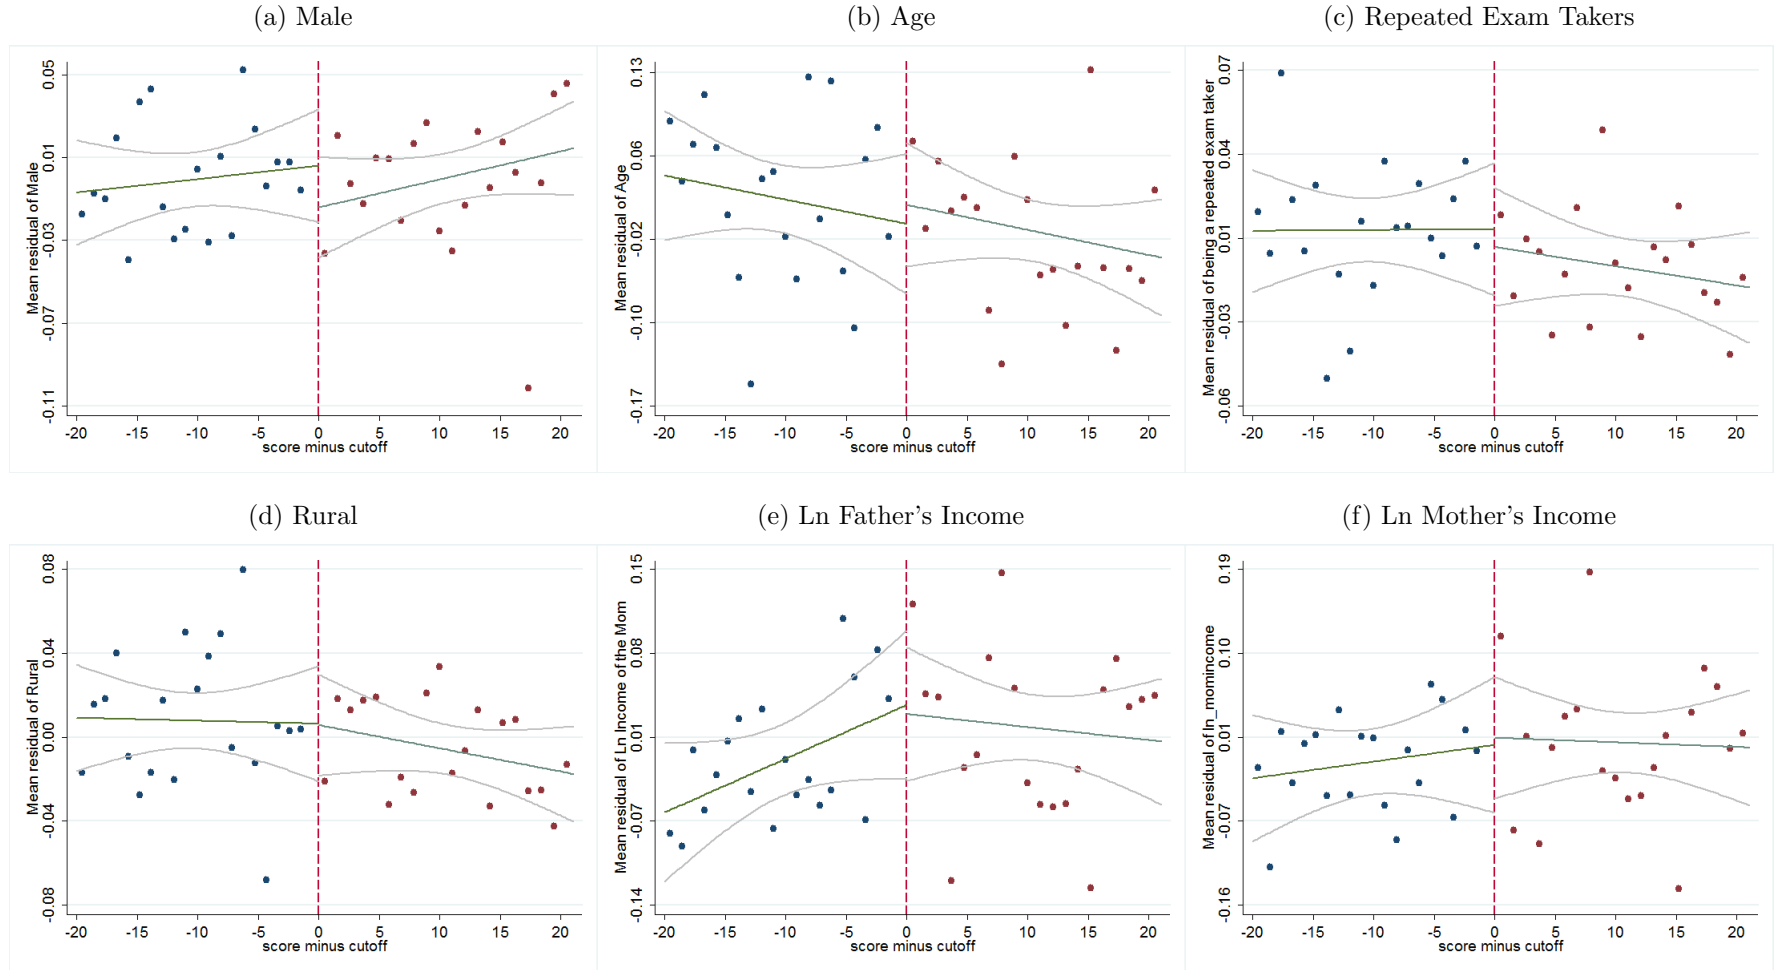 (a) Male
(b) Age
(c) Repeated Exam Takers
Mean residual of Male
0.05
0.01
-0.03
-0.07
-0.11
-20 -15 -10 -5 0 5 10 15 20
score minus cutoff
Mean residual of Age
0.13
0.06
-0.02
-0.10
-0.17
-20 -15 -10 -5 0 5 10 15 20
score minus cutoff
Mean residual of being a repeated exam taker
0.07
0.04
0.01
-0.03
-0.06
-20 -15 -10 -5 0 5 10 15 20
score minus cutoff
(d) Rural
(e) Ln Father's Income
(f) Ln Mother's Income
Mean residual of Rural
0.08
0.04
0.00
-0.04
-0.08
-20 -15 -10 -5 0 5 10 15 20
score minus cutoff
Mean residual of Ln Income of the Mom
0.15
0.08
0.01
-0.07
-0.14
-20 -15 -10 -5 0 5 10 15 20
score minus cutoff
Mean residual of ln_momincome
0.19
0.10
0.01
-0.07
-0.16
-20 -15 -10 -5 0 5 10 15 20
score minus cutoff